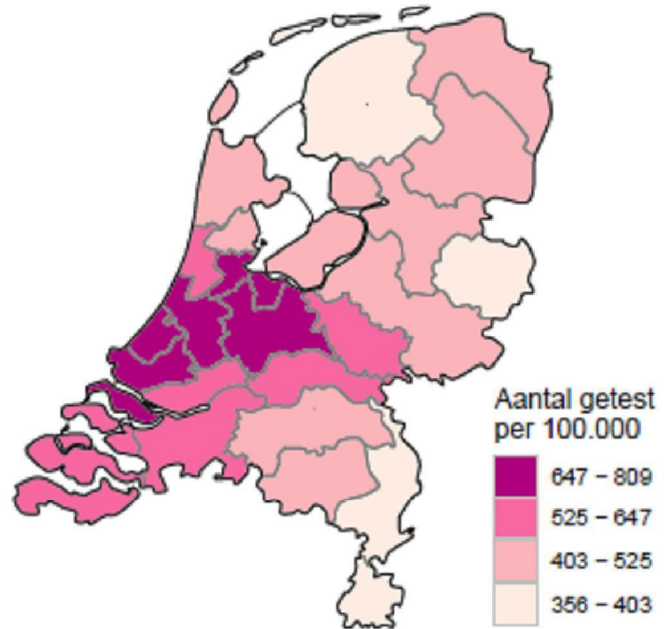 Aantal getest
per 100.000
647 – 809
525 – 647
403 – 525
356 – 403